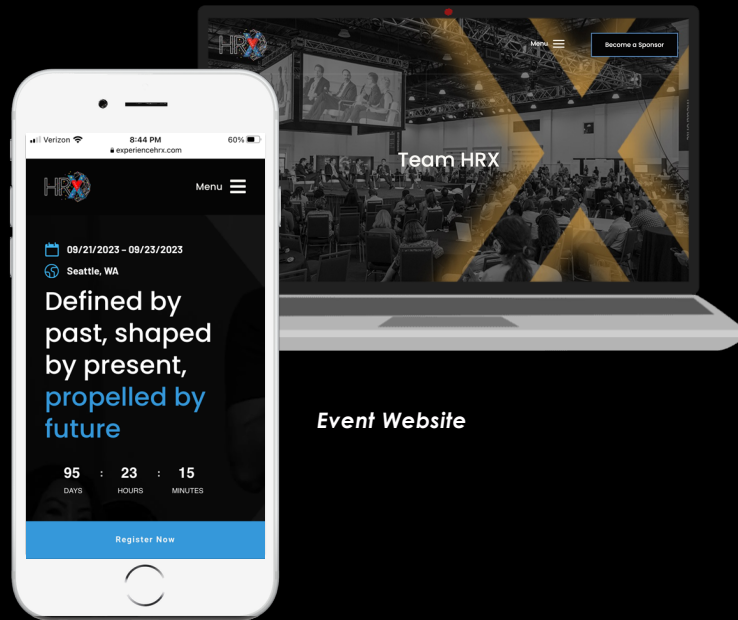 HRX
Menu
Become a Sponsor
Team HRX
Verizon
8:44 PM
60%
experiencehrx.com
HRX
Menu
09/21/2023 – 09/23/2023
Seattle, WA
Defined by
past, shaped
by present,
propelled by
future
95 : 23 : 15
DAYS HOURS MINUTES
Register Now
Event Website